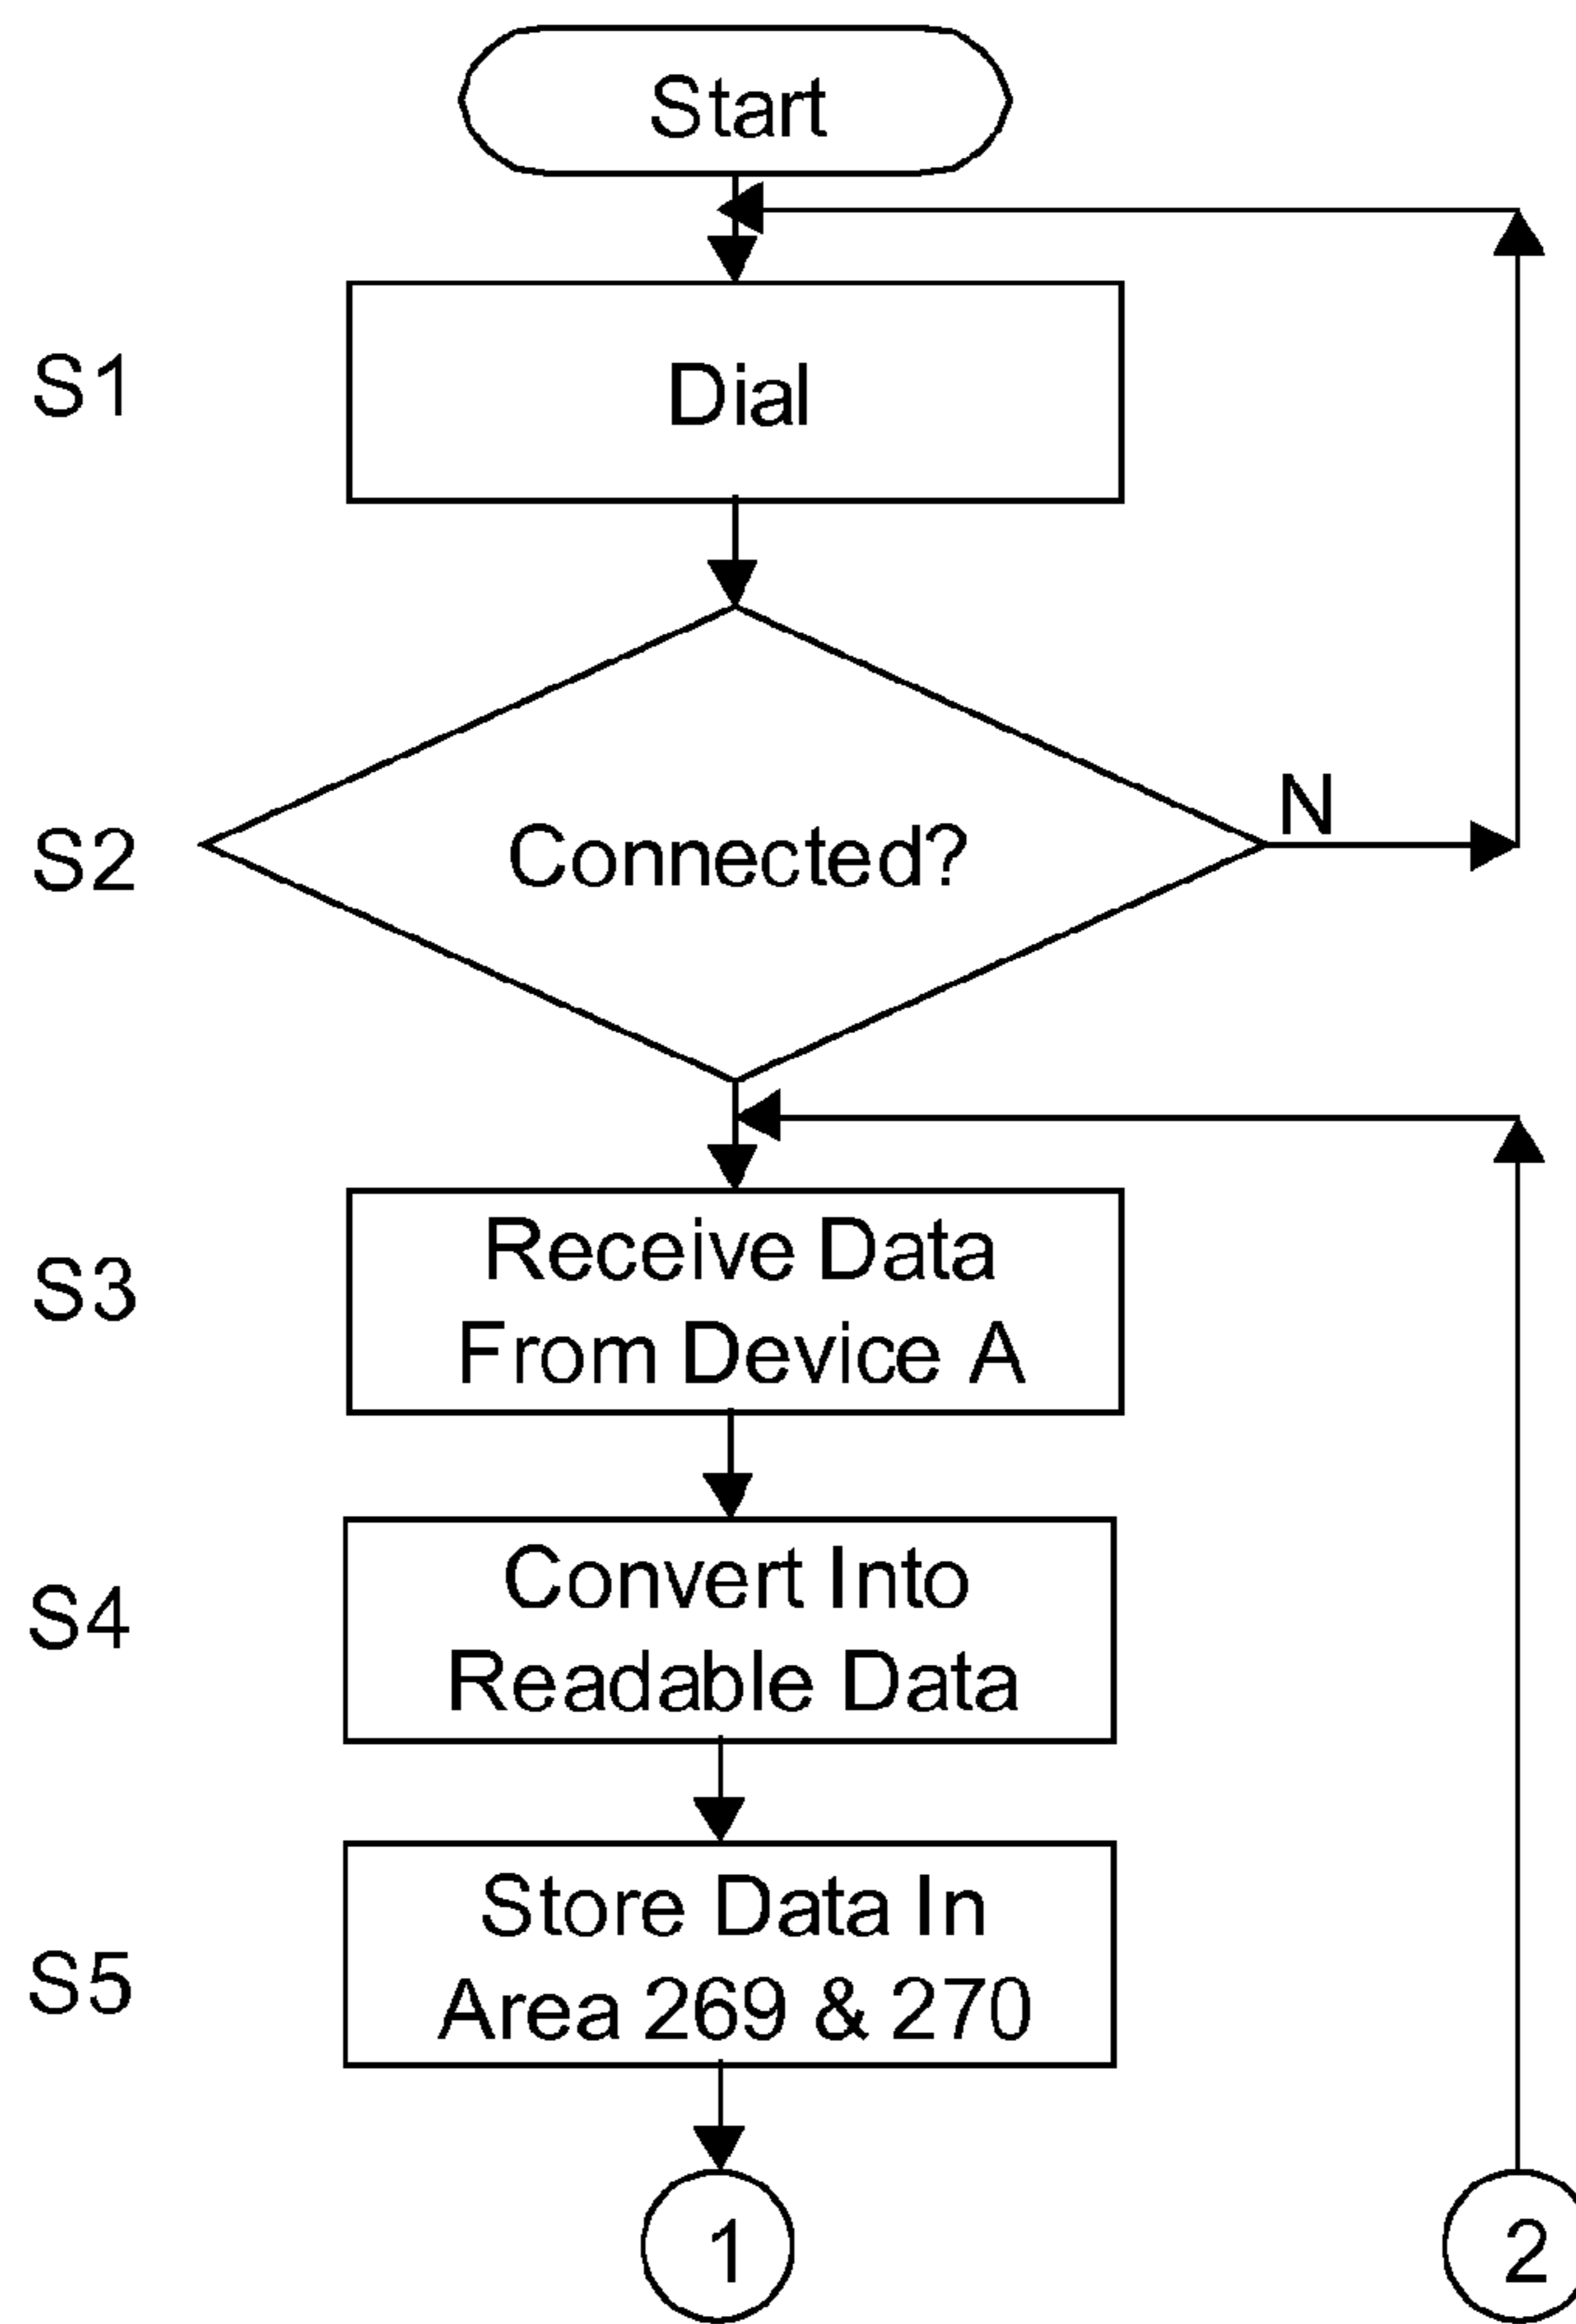 Start
S1
Dial
S2
Connected?
N
S3
Receive Data
From Device A
S4
Convert Into
Readable Data
S5
Store Data In
Area 269 & 270
1
2